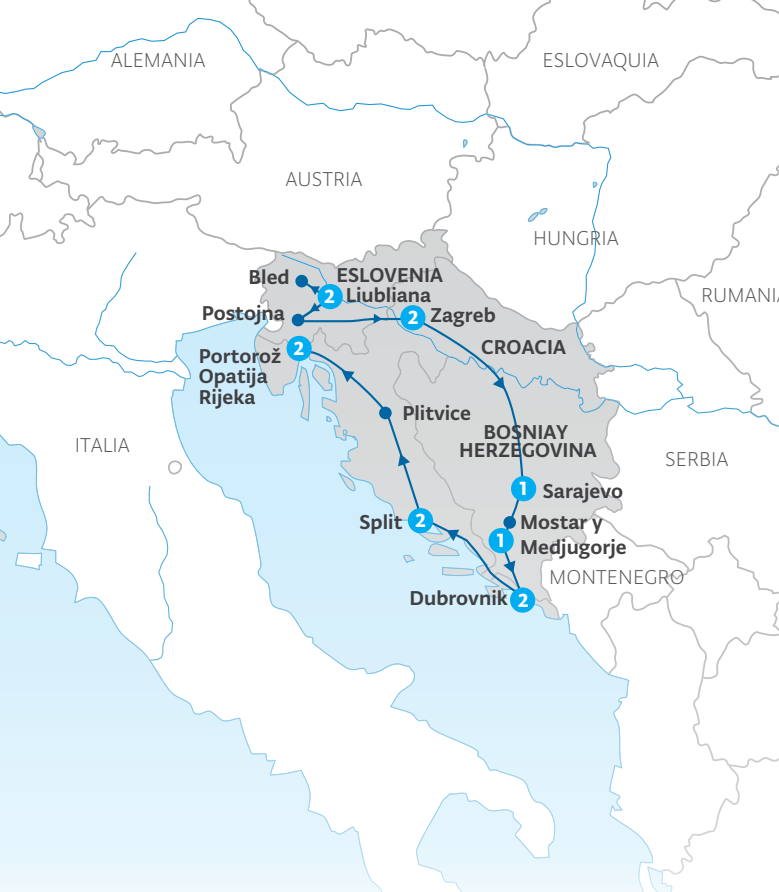 ALEMANIA
ESLOVAQUIA
AUSTRIA
HUNGRIA
Bled
ESLOVENIA
2
Liubliana
RUMANIA
Postojna
2
Zagreb
Portorož
2
Opatija
Rijeka
CROACIA
Plitvice
ITALIA
BOSNIAY
HERZEGOVINA
SERBIA
1
Sarajevo
Split
2
Mostar y
1
Medjugorje
MONTENEGRO
Dubrovnik
2